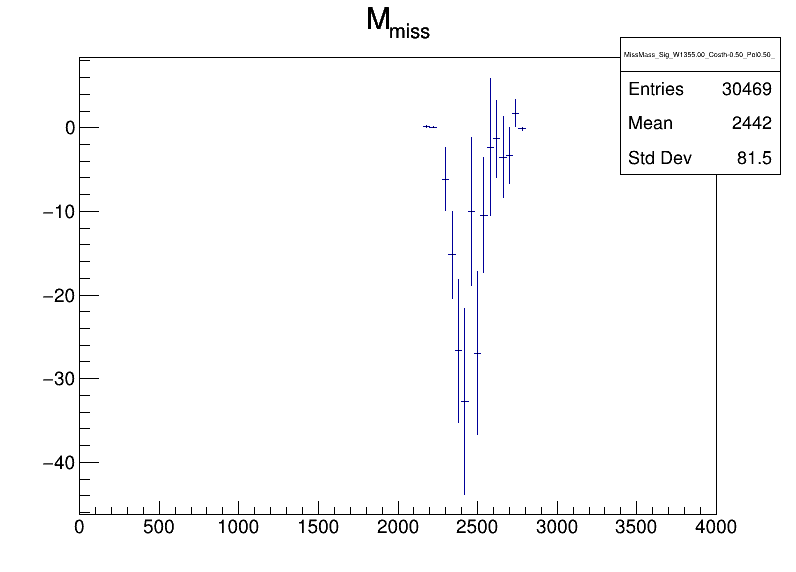 M_miss
MissMass_Sig_W1355.00_Costh-0.50_Pol0.50_
Entries 30469
Mean 2442
Std Dev 81.5
0
−10
−20
−30
−40
0 500 1000 1500 2000 2500 3000 3500 4000